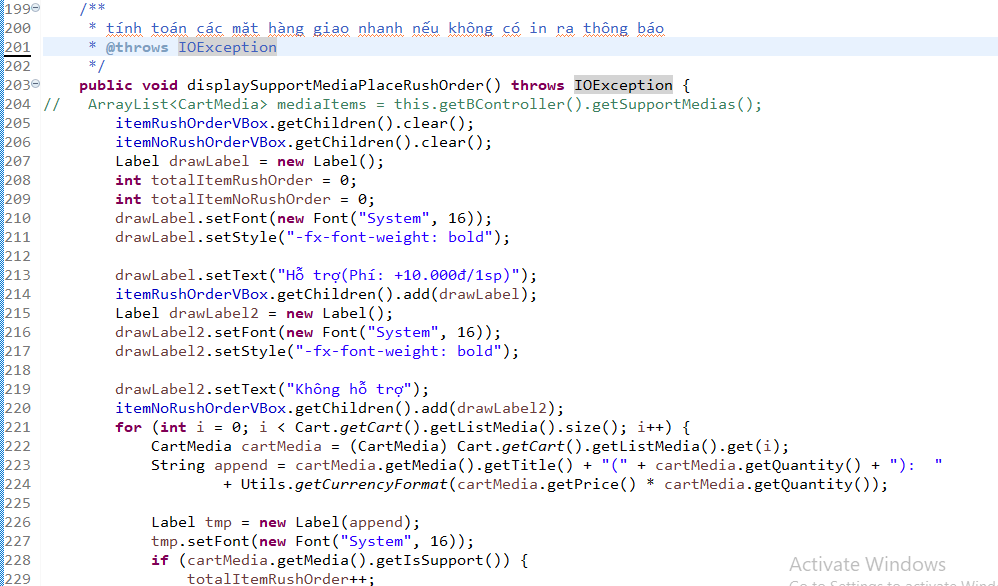 199 /**
200 * tính toán các mặt hàng giao nhanh nếu không có in ra thông báo
201 * @throws IOException
202 */
203 public void displaySupportMediaPlaceRushOrder() throws IOException {
204 // ArrayList<CartMedia> mediaItems = this.getBController().getSupportMedias();
205 itemRushOrderVBox.getChildren().clear();
206 itemNoRushOrderVBox.getChildren().clear();
207 Label drawLabel = new Label();
208 int totalItemRushOrder = 0;
209 int totalItemNoRushOrder = 0;
210 drawLabel.setFont(new Font("System", 16));
211 drawLabel.setStyle("-fx-font-weight: bold");
212
213 drawLabel.setText("Hỗ trợ(Phí: +10.000đ/1sp)");
214 itemRushOrderVBox.getChildren().add(drawLabel);
215 Label drawLabel2 = new Label();
216 drawLabel2.setFont(new Font("System", 16));
217 drawLabel2.setStyle("-fx-font-weight: bold");
218
219 drawLabel2.setText("Không hỗ trợ");
220 itemNoRushOrderVBox.getChildren().add(drawLabel2);
221 for (int i = 0; i < Cart.getCart().getListMedia().size(); i++) {
222 CartMedia cartMedia = (CartMedia) Cart.getCart().getListMedia().get(i);
223 String append = cartMedia.getMedia().getTitle() + "(" + cartMedia.getQuantity() + "):  "
224 + Utils.getCurrencyFormat(cartMedia.getPrice() * cartMedia.getQuantity());
225
226 Label tmp = new Label(append);
227 tmp.setFont(new Font("System", 16));
228 if (cartMedia.getMedia().getIsSupport()) {
229 totalItemRushOrder++;
Activate Windows
Go to Settings to activate Wind